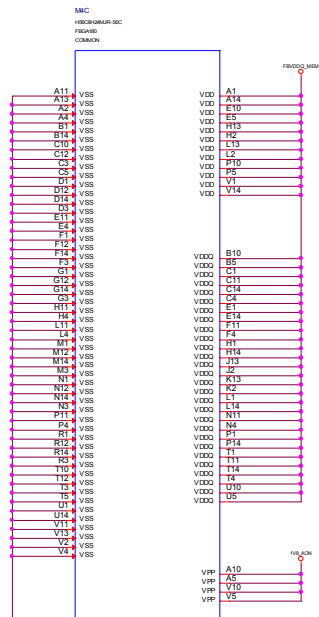 M4C
FBGA180
COMMON
FBVDDQ_MEM
A11 VSS
A13 VSS
A2 VSS
A4 VSS
B1 VSS
B14 VSS
C10 VSS
C12 VSS
C3 VSS
C5 VSS
D1 VSS
D12 VSS
D14 VSS
D3 VSS
E11 VSS
E4 VSS
F1 VSS
F12 VSS
F14 VSS
F3 VSS
G1 VSS
G12 VSS
G14 VSS
G3 VSS
H11 VSS
H4 VSS
L11 VSS
L4 VSS
M1 VSS
M12 VSS
M14 VSS
M3 VSS
N1 VSS
N12 VSS
N14 VSS
N3 VSS
P11 VSS
P4 VSS
R1 VSS
R12 VSS
R14 VSS
R3 VSS
T10 VSS
T12 VSS
T3 VSS
T5 VSS
U1 VSS
U14 VSS
V11 VSS
V13 VSS
V2 VSS
V4 VSS
VDD A1
VDD A14
VDD E10
VDD E5
VDD H13
VDD H2
VDD L13
VDD L2
VDD P10
VDD P5
VDD V1
VDD V14
VDDQ B10
VDDQ B5
VDDQ C1
VDDQ C11
VDDQ C14
VDDQ C4
VDDQ E1
VDDQ E14
VDDQ F11
VDDQ F4
VDDQ H1
VDDQ H14
VDDQ J13
VDDQ J2
VDDQ K13
VDDQ K2
VDDQ L1
VDDQ L14
VDDQ N11
VDDQ N4
VDDQ P1
VDDQ P14
VDDQ T1
VDDQ T11
VDDQ T14
VDDQ T4
VDDQ U10
VDDQ U5
1V8_AON
VPP A10
VPP A5
VPP V10
VPP V5